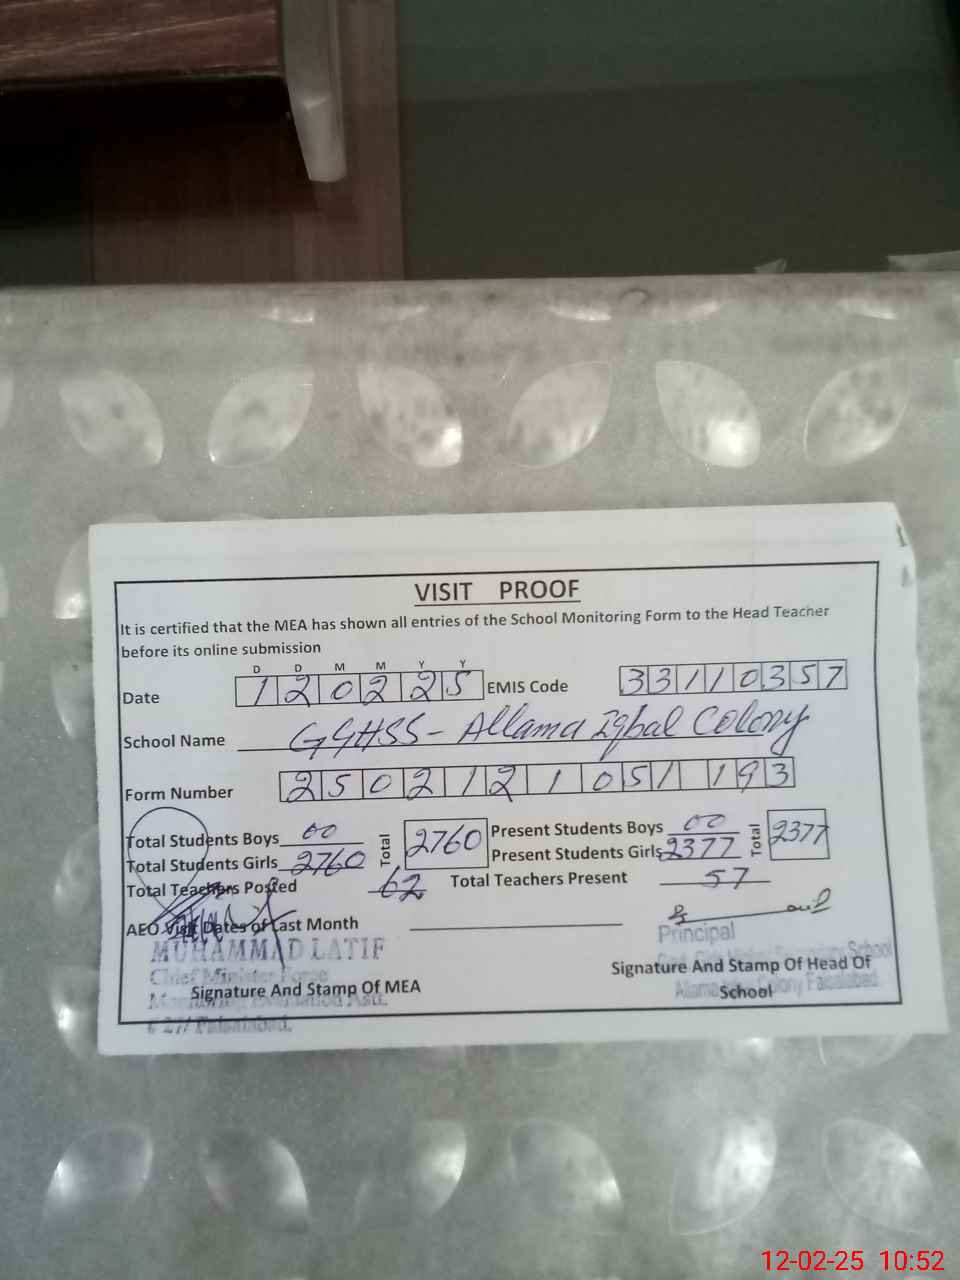 VISIT PROOF
It is certified that the MEA has shown all entries of the School Monitoring Form to the Head Teacher
before its online submission
D D M M Y Y
Date 1 2 0 2 2 5 EMIS Code 3 3 1 1 0 3 5 7
School Name GGHSS - Allama Iqbal Colony
Form Number 2 5 0 2 1 2 1 0 5 1 1 9 3
Total Students Boys 00 Total 2760 Present Students Boys 00 Total 2377
Total Students Girls 2760 Present Students Girls 2377
Total Teachers Posted 62 Total Teachers Present 57
AEO Visit Dates of Last Month
Principal
MUHAMMAD LATIF
Chief Minister
Signature And Stamp Of MEA
Signature And Stamp Of Head Of
School
Allama Colony Faisalabad
Faisalabad.
12-02-25 10:52